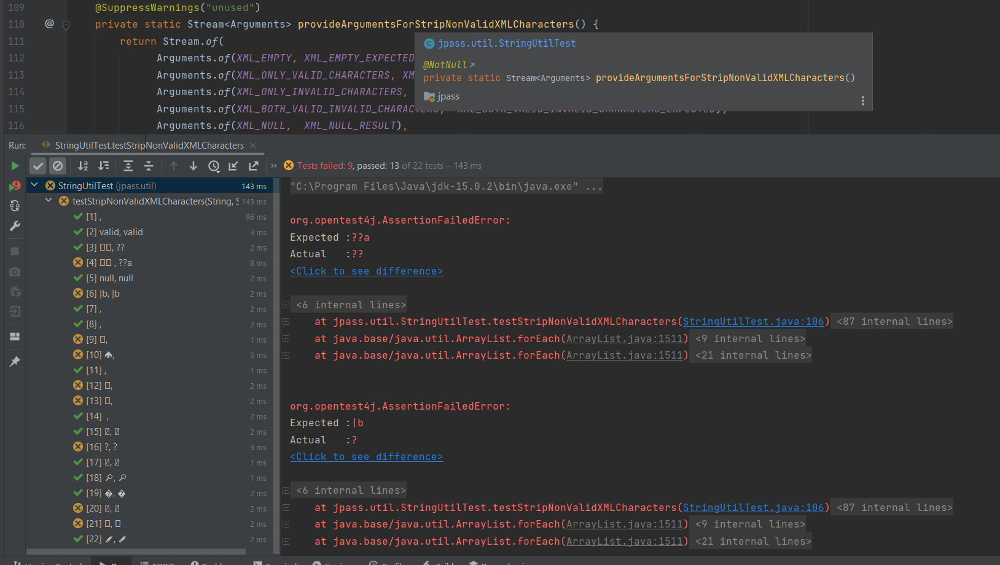 109 @SuppressWarnings("unused")
110 @ private static Stream<Arguments> provideArgumentsForStripNonValidXMLCharacters() {
111 return Stream.of(
112 Arguments.of(XML_EMPTY, XML_EMPTY_EXPECTED
113 Arguments.of(XML_ONLY_VALID_CHARACTERS, XM
114 Arguments.of(XML_ONLY_INVALID_CHARACTERS,
115 Arguments.of(XML_BOTH_VALID_INVALID_CHARACTERS, XML_BOTH_VALID_INVALID_CHARACTERS_EXPECTED),
116 Arguments.of(XML_NULL, XML_NULL_RESULT),
jpass.util.StringUtilTest
@NotNull
private static Stream<Arguments> provideArgumentsForStripNonValidXMLCharacters()
jpass
Run: StringUtilTest.testStripNonValidXMLCharacters
Tests failed: 9, passed: 13 of 22 tests – 143 ms
StringUtilTest (jpass.util) 143 ms
testStripNonValidXMLCharacters(String, S 143 ms
[1] , 96 ms
[2] valid, valid 3 ms
[3] ▯▯, ?? 2 ms
[4] ▯▯ , ??a 8 ms
[5] null, null 2 ms
[6] |b, |b 2 ms
[7] , 2 ms
[8] , 2 ms
[9] ▯, 1 ms
[10] 🡹, 3 ms
[11] , 1 ms
[12] ▯, 2 ms
[13] ▯, 2 ms
[14] , 2 ms
[15] ▯, ▯ 2 ms
[16] ?, ? 3 ms
[17] ▯, ▯ 1 ms
[18] 1 ms
[19] �, � 2 ms
[20] ▯, ▯ 2 ms
[21] ▯, ▯ 2 ms
[22] 2 ms
"C:\Program Files\Java\jdk-15.0.2\bin\java.exe" ...
org.opentest4j.AssertionFailedError:
Expected :??a
Actual :??
<Click to see difference>
<6 internal lines>
at jpass.util.StringUtilTest.testStripNonValidXMLCharacters(StringUtilTest.java:106) <87 internal lines>
at java.base/java.util.ArrayList.forEach(ArrayList.java:1511) <9 internal lines>
at java.base/java.util.ArrayList.forEach(ArrayList.java:1511) <21 internal lines>
org.opentest4j.AssertionFailedError:
Expected :|b
Actual :?
<Click to see difference>
<6 internal lines>
at jpass.util.StringUtilTest.testStripNonValidXMLCharacters(StringUtilTest.java:106) <87 internal lines>
at java.base/java.util.ArrayList.forEach(ArrayList.java:1511) <9 internal lines>
at java.base/java.util.ArrayList.forEach(ArrayList.java:1511) <21 internal lines>